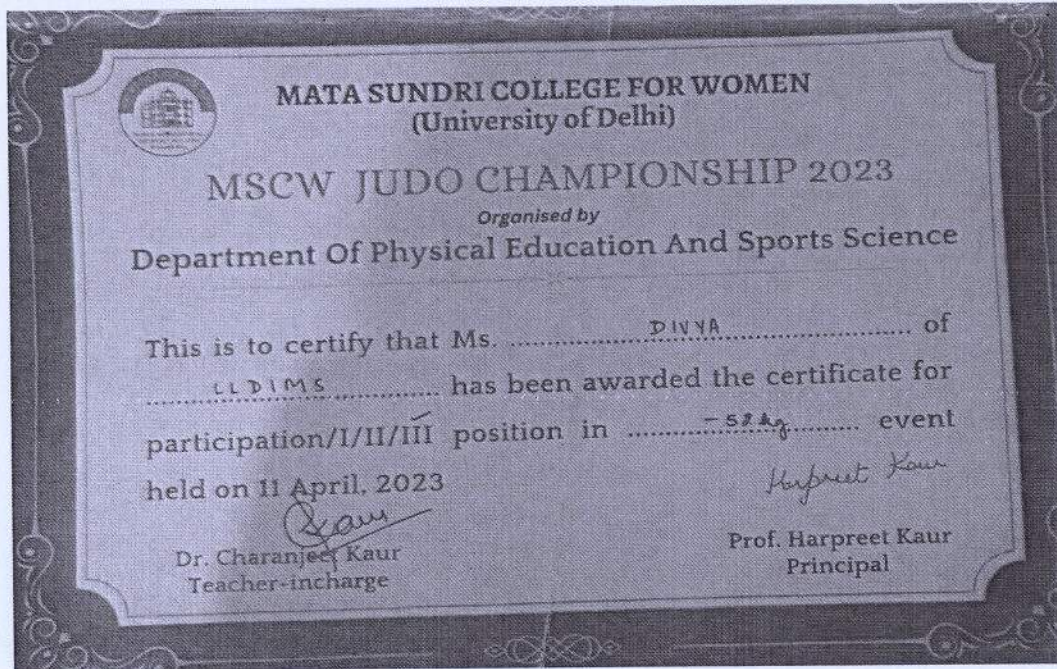 MATA SUNDRI COLLEGE FOR WOMEN
(University of Delhi)
MSCW JUDO CHAMPIONSHIP 2023
Organised by
Department Of Physical Education And Sports Science
This is to certify that Ms. .......... DIVYA .......... of
.......... LLDIMS .......... has been awarded the certificate for
participation/I/II/III position in .......... kg .......... event
held on 11 April, 2023
Harpreet Kaur
Kaur
Dr. Charanjeet Kaur
Teacher-incharge
Prof. Harpreet Kaur
Principal